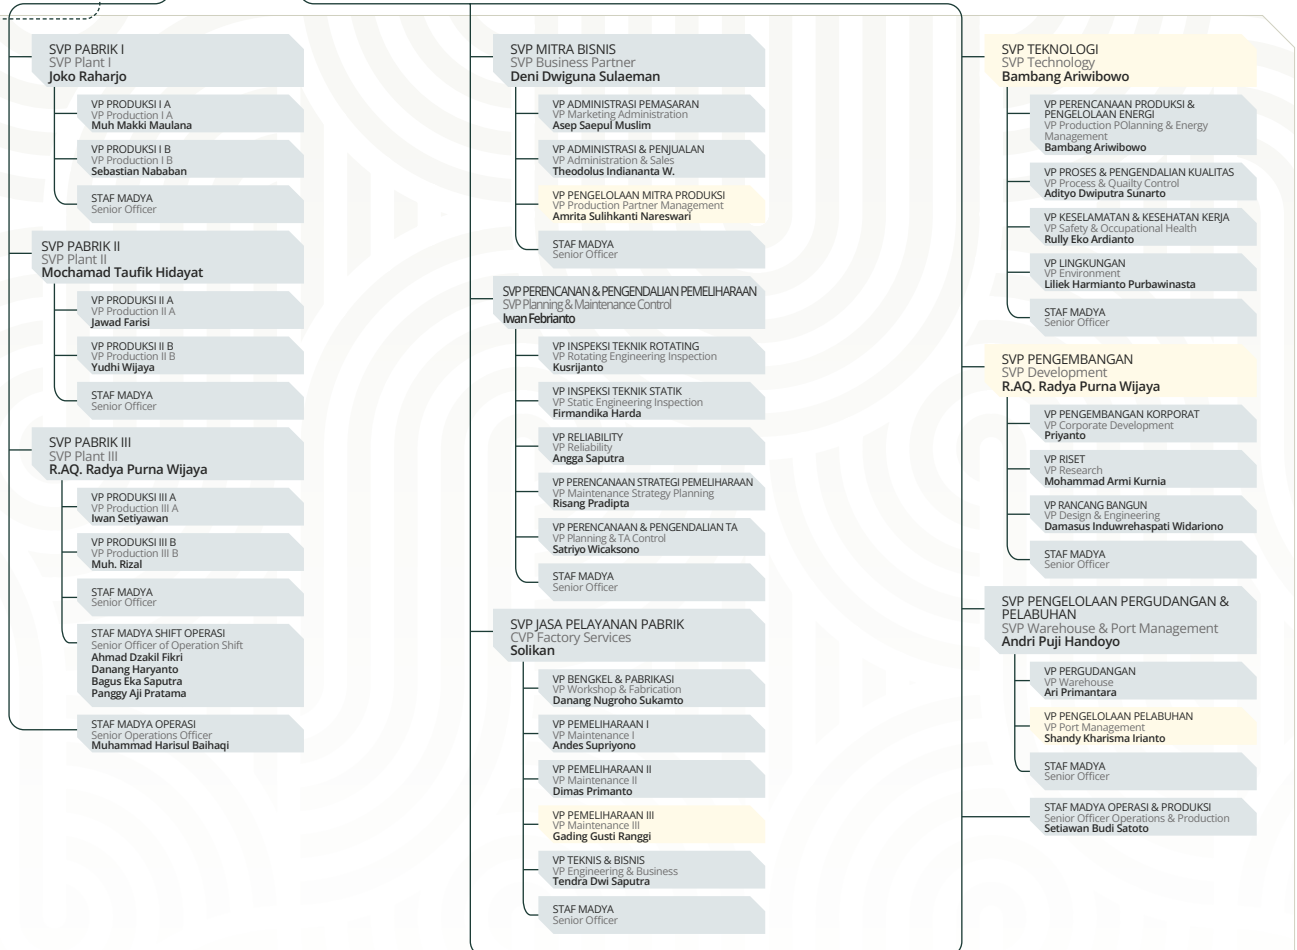 SVP PABRIK I
SVP Plant I
Joko Raharjo
VP PRODUKSI I A
VP Production I A
Muh Makki Maulana
VP PRODUKSI I B
VP Production I B
Sebastian Nababan
STAF MADYA
Senior Officer
SVP PABRIK II
SVP Plant II
Mochamad Taufik Hidayat
VP PRODUKSI II A
VP Production II A
Jawad Farisi
VP PRODUKSI II B
VP Production II B
Yudhi Wijaya
STAF MADYA
Senior Officer
SVP PABRIK III
SVP Plant III
R.AQ. Radya Purna Wijaya
VP PRODUKSI III A
VP Production III A
Iwan Setiyawan
VP PRODUKSI III B
VP Production III B
Muh. Rizal
STAF MADYA
Senior Officer
STAF MADYA SHIFT OPERASI
Senior Officer of Operation Shift
Ahmad Dzakil Fikri
Danang Haryanto
Bagus Eka Saputra
Panggy Aji Pratama
STAF MADYA OPERASI
Senior Operations Officer
Muhammad Harisul Baihaqi
SVP MITRA BISNIS
SVP Business Partner
Deni Dwiguna Sulaeman
VP ADMINISTRASI PEMASARAN
VP Marketing Administration
Asep Saepul Muslim
VP ADMINISTRASI & PENJUALAN
VP Administration & Sales
Theodolus Indiananta W.
VP PENGELOLAAN MITRA PRODUKSI
VP Production Partner Management
Amrita Sulihkanti Nareswari
STAF MADYA
Senior Officer
SVP PERENCANAN & PENGENDALIAN PEMELIHARAAN
SVP Planning & Maintenance Control
Iwan Febrianto
VP INSPEKSI TEKNIK ROTATING
VP Rotating Engineering Inspection
Kusrijanto
VP INSPEKSI TEKNIK STATIK
VP Static Engineering Inspection
Firmandika Harda
VP RELIABILITY
VP Reliability
Angga Saputra
VP PERENCANAAN STRATEGI PEMELIHARAAN
VP Maintenance Strategy Planning
Risang Pradipta
VP PERENCANAAN & PENGENDALIAN TA
VP Planning & TA Control
Satriyo Wicaksono
STAF MADYA
Senior Officer
SVP JASA PELAYANAN PABRIK
CVP Factory Services
Solikan
VP BENGKEL & PABRIKASI
VP Workshop & Fabrication
Danang Nugroho Sukamto
VP PEMELIHARAAN I
VP Maintenance I
Andes Supriyono
VP PEMELIHARAAN II
VP Maintenance II
Dimas Primanto
VP PEMELIHARAAN III
VP Maintenance III
Gading Gusti Ranggi
VP TEKNIS & BISNIS
VP Engineering & Business
Tendra Dwi Saputra
STAF MADYA
Senior Officer
SVP TEKNOLOGI
SVP Technology
Bambang Ariwibowo
VP PERENCANAAN PRODUKSI &
PENGELOLAAN ENERGI
VP Production POlanning & Energy
Management
Bambang Ariwibowo
VP PROSES & PENGENDALIAN KUALITAS
VP Process & Quailty Control
Adityo Dwiputra Sunarto
VP KESELAMATAN & KESEHATAN KERJA
VP Safety & Occupational Health
Rully Eko Ardianto
VP LINGKUNGAN
VP Environment
Liliek Harmianto Purbawinasta
STAF MADYA
Senior Officer
SVP PENGEMBANGAN
SVP Development
R.AQ. Radya Purna Wijaya
VP PENGEMBANGAN KORPORAT
VP Corporate Development
Priyanto
VP RISET
VP Research
Mohammad Armi Kurnia
VP RANCANG BANGUN
VP Design & Engineering
Damasus Induwrehaspati Widariono
STAF MADYA
Senior Officer
SVP PENGELOLAAN PERGUDANGAN &
PELABUHAN
SVP Warehouse & Port Management
Andri Puji Handoyo
VP PERGUDANGAN
VP Warehouse
Ari Primantara
VP PENGELOLAAN PELABUHAN
VP Port Management
Shandy Kharisma Irianto
STAF MADYA
Senior Officer
STAF MADYA OPERASI & PRODUKSI
Senior Officer Operations & Production
Setiawan Budi Satoto